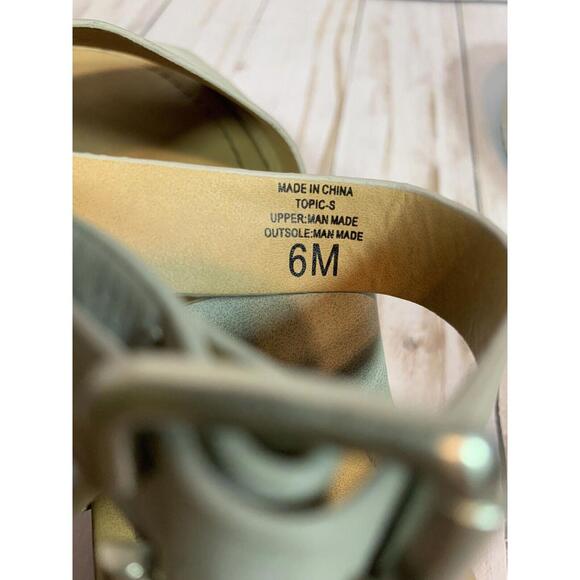 MADE IN CHINA
TOPIC-S
UPPER:MAN MADE
OUTSOLE:MAN MADE
6M